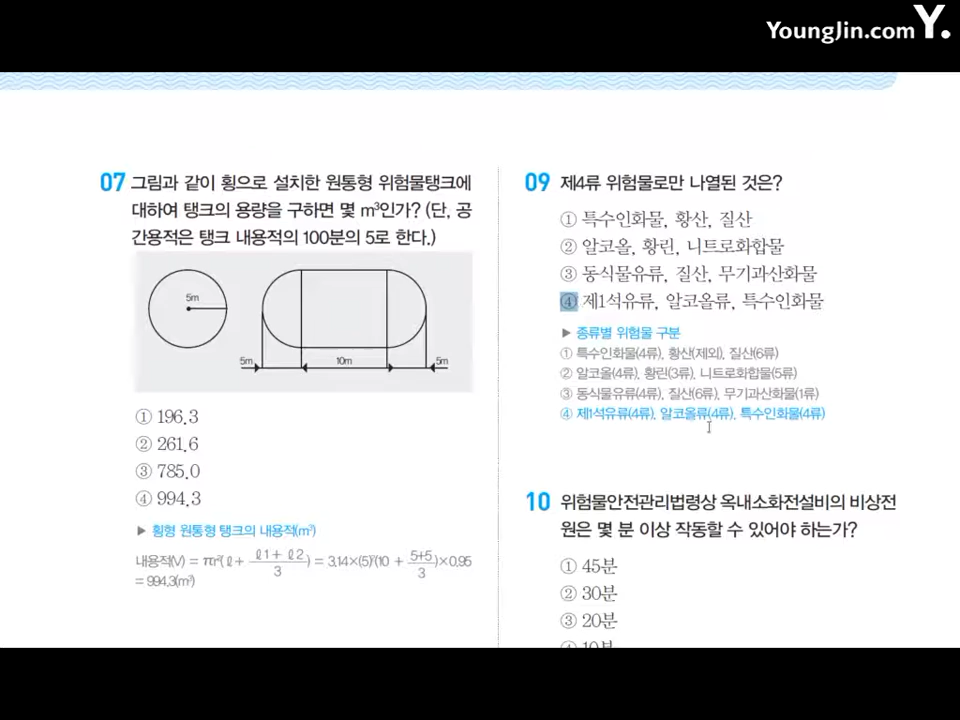 YoungJin.com Y.
07 그림과 같이 횡으로 설치한 원통형 위험물탱크에
대하여 탱크의 용량을 구하면 몇 m³인가? (단, 공
간용적은 탱크 내용적의 100분의 5로 한다.)
5m
5m 10m 5m
① 196.3
② 261.6
③ 785.0
④ 994.3
▶ 횡형 원통형 탱크의 내용적(m³)
내용적(V) = πr²(ℓ + ℓ1 + ℓ2 / 3) = 3.14×(5)²(10 + 5+5 / 3)×0.95
= 994.3(m³)
09 제4류 위험물로만 나열된 것은?
① 특수인화물, 황산, 질산
② 알코올, 황린, 니트로화합물
③ 동식물유류, 질산, 무기과산화물
④ 제1석유류, 알코올류, 특수인화물
▶ 종류별 위험물 구분
① 특수인화물(4류), 황산(제외), 질산(6류)
② 알코올(4류), 황린(3류), 니트로화합물(5류)
③ 동식물유류(4류), 질산(6류), 무기과산화물(1류)
④ 제1석유류(4류), 알코올류(4류), 특수인화물(4류)
10 위험물안전관리법령상 옥내소화전설비의 비상전
원은 몇 분 이상 작동할 수 있어야 하는가?
① 45분
② 30분
③ 20분
④ 10분